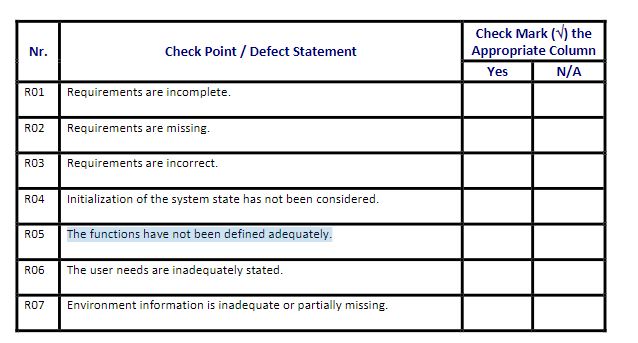 Nr.
Check Point / Defect Statement
Check Mark (√) the
Appropriate Column
Yes
N/A
R01 Requirements are incomplete.
R02 Requirements are missing.
R03 Requirements are incorrect.
R04 Initialization of the system state has not been considered.
R05 The functions have not been defined adequately.
R06 The user needs are inadequately stated.
R07 Environment information is inadequate or partially missing.